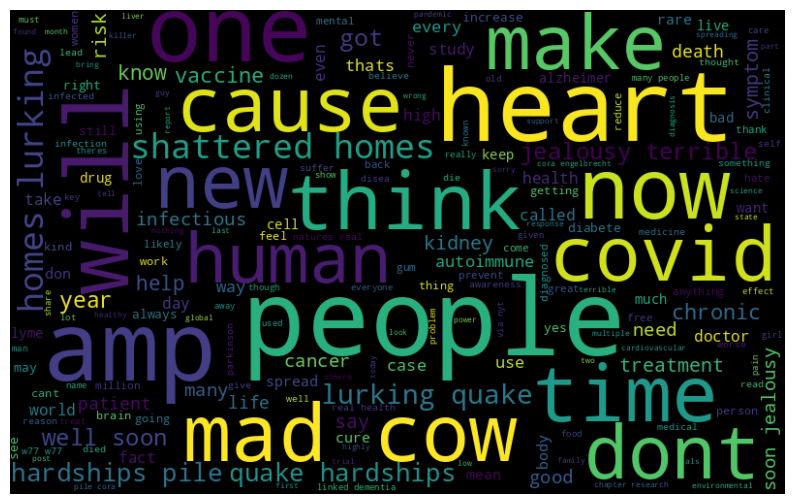 must liver month women killer pandemic spreading care found part bring dozen
one got even thats risk mental lead every study increase never believe thought rare live death
make many people symptom clinical
infected right guy know vaccine alzheimer
homes lurking will cause heart
using old wrong high reduce bad
still report known support diagnosis thank
infection theres shattered homes jealousy terrible
love suffer back really keep cora engelbrecht something self
drug new disea die health hate
take tell key think sorry getting science
kind infectious show called diabete now want state
likely cell last response given medicine
don work feel natures real kidney come
human nothing gum autoimmune diagnosed covid
year help way though prevent great terrible effect
share day away everyone thing awareness anything
lyme lot always global used yes much free girl
man healthy parkinson people problem via nyt chronic
may amp cancer look power need doctor
cant name million case use multiple cardiovascular worse
world many spread today two treatment pain
reason going give others time read
patient brain life lurking quake person
see treat well real health
fact say mad cow cure food medical
well soon mean body dont
w77 w77 died trial highly low good family als
post hardships pile quake hardships
pile cora first linked dementia chapter research environmental
soon jealousy